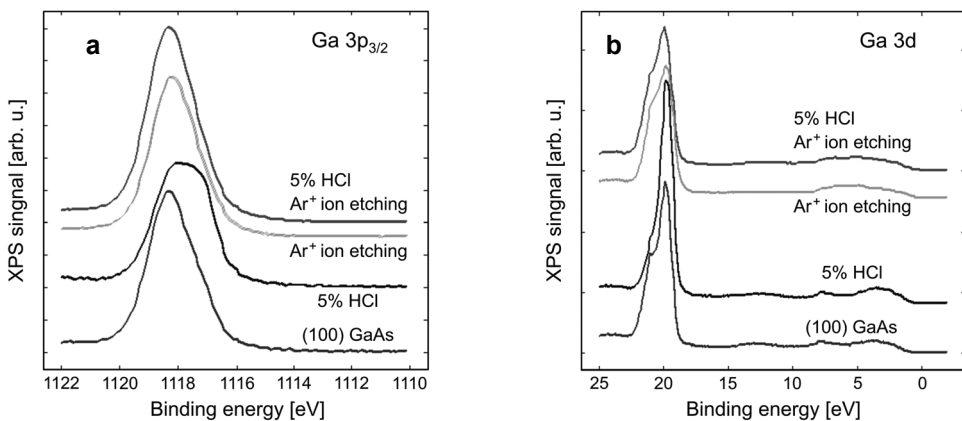 a
Ga 3p3/2
XPS singnal [arb. u.]
5% HCl
Ar+ ion etching
Ar+ ion etching
5% HCl
(100) GaAs
1122 1120 1118 1116 1114 1112 1110
Binding energy [eV]
b
Ga 3d
XPS singnal [arb. u.]
5% HCl
Ar+ ion etching
Ar+ ion etching
5% HCl
(100) GaAs
25 20 15 10 5 0
Binding energy [eV]